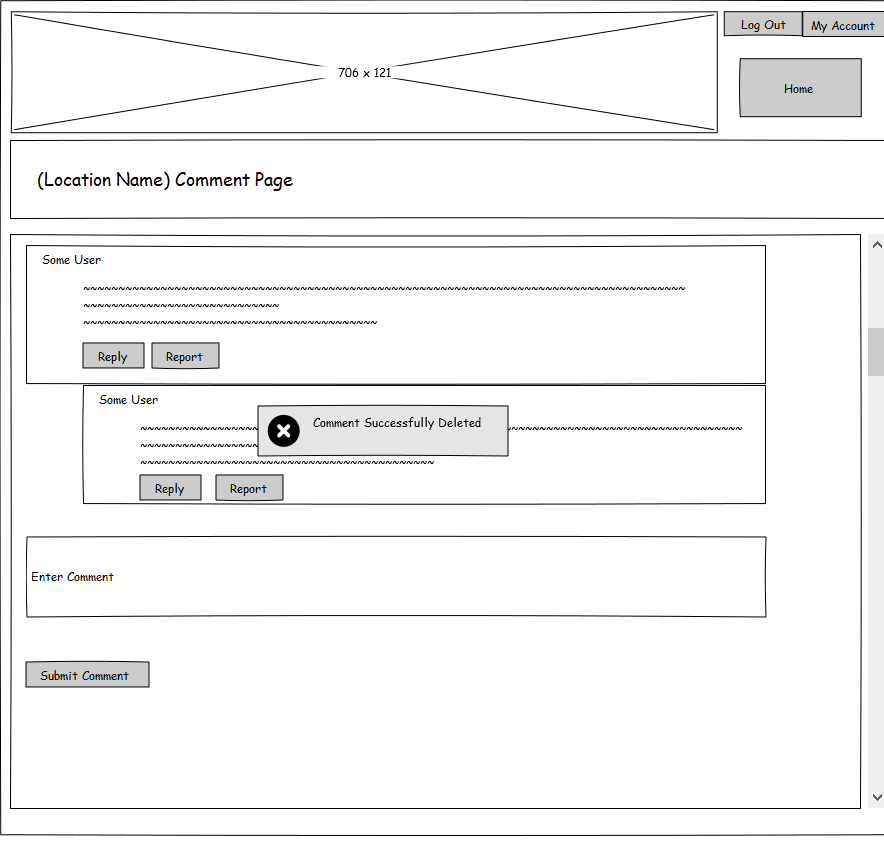 Log Out
My Account
706 x 121
Home
(Location Name) Comment Page
Some User
~~~~~~~~~~~~~~~~~~~~~~~~~~~~~~~~~~~~~~~~~~~~~~~~~~~~~~~~~~~~~~~~~~~~~~~~~~~~~~~~~~~~~~
~~~~~~~~~~~~~~~~~~~~~~~~~~~~
~~~~~~~~~~~~~~~~~~~~~~~~~~~~~~~~~~~~~~~~~~
Reply
Report
Some User
Comment Successfully Deleted
Reply
Report
Enter Comment
Submit Comment